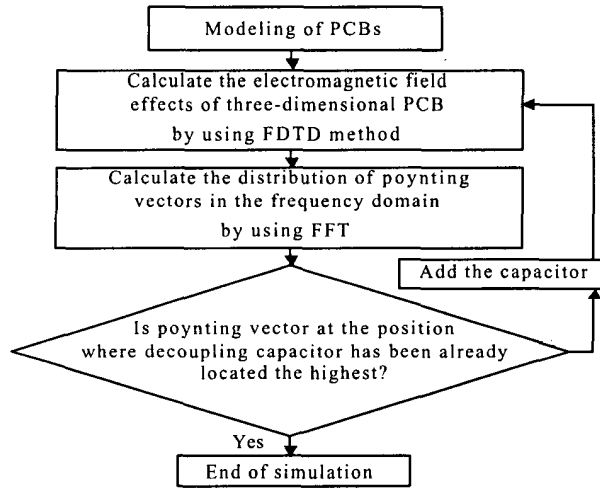 Modeling of PCBs
Calculate the electromagnetic field
effects of three-dimensional PCB
by using FDTD method
Calculate the distribution of poynting
vectors in the frequency domain
by using FFT
Add the capacitor
Is poynting vector at the position
where decoupling capacitor has been already
located the highest?
Yes
End of simulation